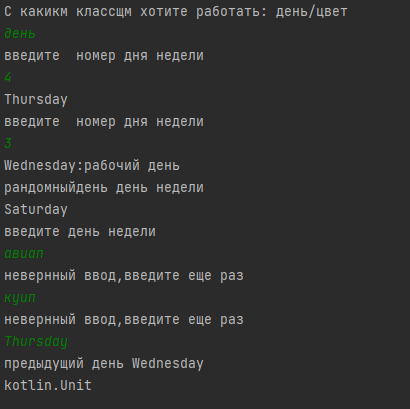 С какикм классщм хотите работать: день/цвет
день
введите  номер дня недели
4
Thursday
введите  номер дня недели
3
Wednesday:рабочий день
рандомныйдень день недели
Saturday
введите день недели
авиап
невернный ввод,введите еще раз
куип
невернный ввод,введите еще раз
Thursday
предыдущий день Wednesday
kotlin.Unit